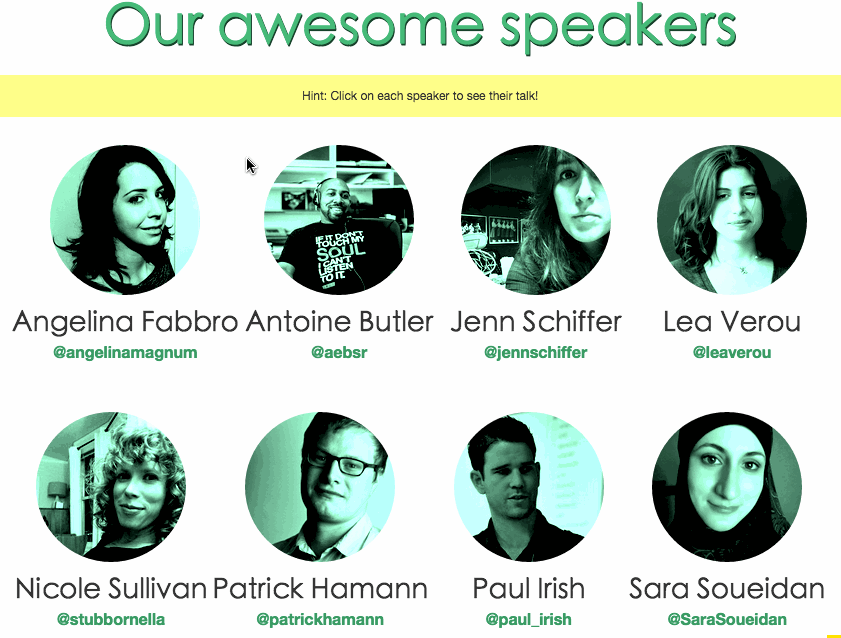 Our awesome speakers
Hint: Click on each speaker to see their talk!
IF IT DON'T
TOUCH MY
SOUL
I CAN'T
LISTEN
TO IT.
Angelina Fabbro Antoine Butler Jenn Schiffer Lea Verou
@angelinamagnum @aebsr @jennschiffer @leaverou
Nicole Sullivan Patrick Hamann Paul Irish Sara Soueidan
@stubbornella @patrickhamann @paul_irish @SaraSoueidan